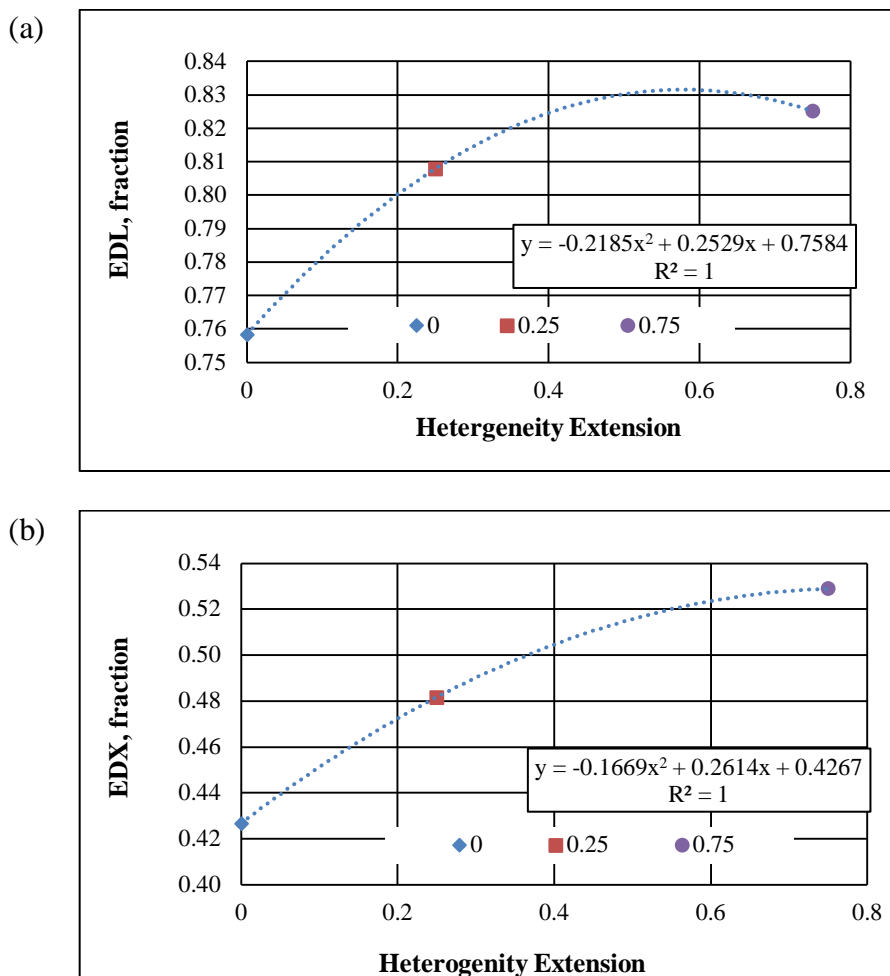 (a)
0.84
0.83
0.82
0.81
0.80
0.79
0.78
0.77
0.76
0.75
EDL, fraction
y = -0.2185x² + 0.2529x + 0.7584
R² = 1
0 0.25 0.75
0 0.2 0.4 0.6 0.8
Hetergeneity Extension
(b)
0.54
0.52
0.50
0.48
0.46
0.44
0.42
0.40
EDX, fraction
y = -0.1669x² + 0.2614x + 0.4267
R² = 1
0 0.25 0.75
0 0.2 0.4 0.6 0.8
Heterogenity Extension